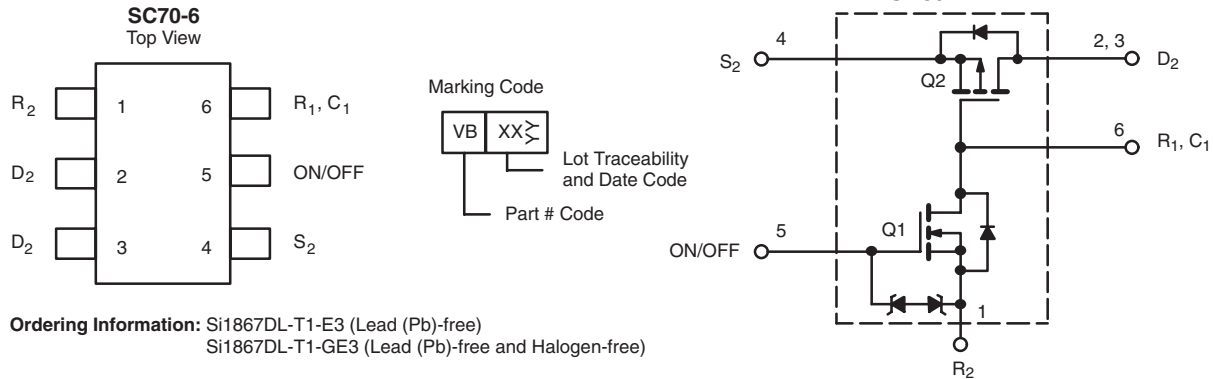 SC70-6
Top View
R2
1
6
R1, C1
D2
2
5
ON/OFF
D2
3
4
S2
Marking Code
VB
XX
YY
Lot Traceability
and Date Code
Part # Code
Ordering Information: Si1867DL-T1-E3 (Lead (Pb)-free)
Si1867DL-T1-GE3 (Lead (Pb)-free and Halogen-free)
4
2, 3
S2
D2
Q2
6
R1, C1
Q1
5
ON/OFF
1
R2